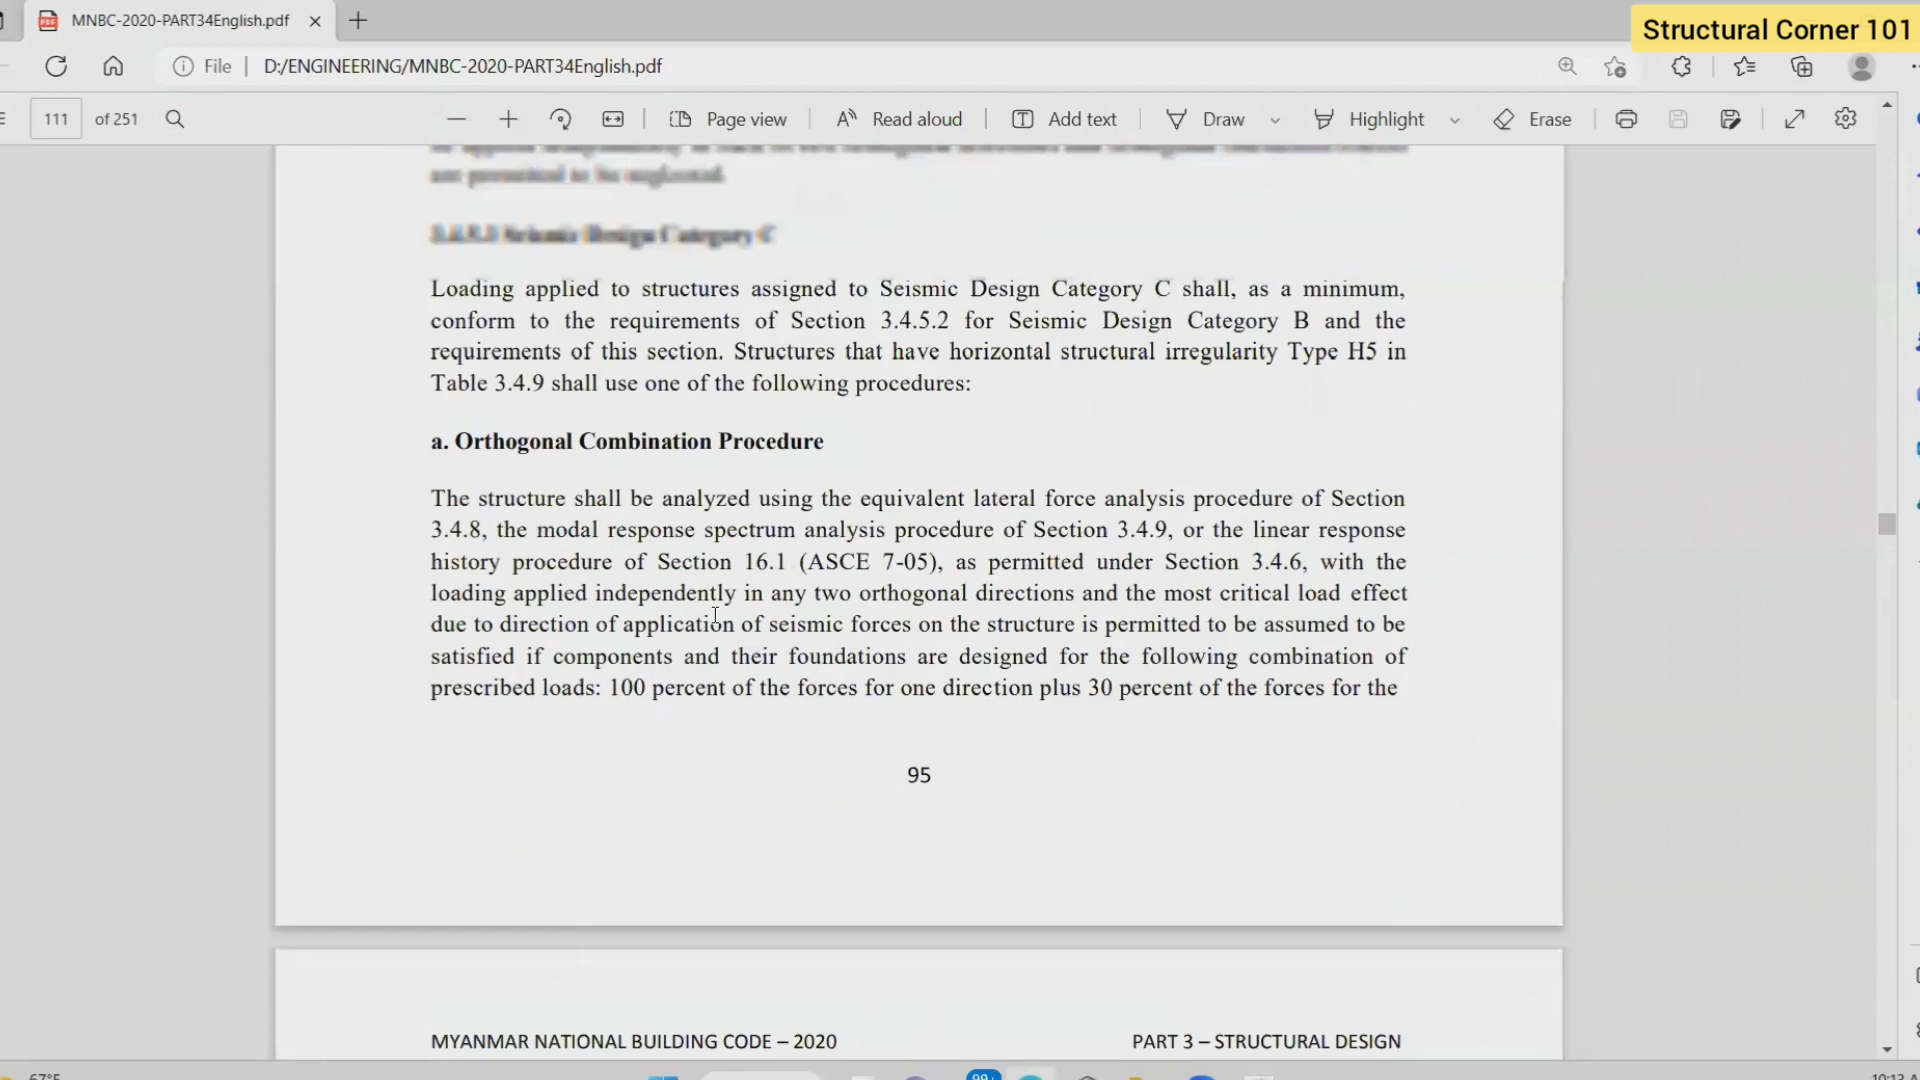 MNBC-2020-PART34English.pdf
Structural Corner 101
File
D:/ENGINEERING/MNBC-2020-PART34English.pdf
111 of 251
Page view
Read aloud
Add text
Draw
Highlight
Erase
are permitted to be neglected.
Seismic Design Category C
Loading applied to structures assigned to Seismic Design Category C shall, as a minimum,
conform to the requirements of Section 3.4.5.2 for Seismic Design Category B and the
requirements of this section. Structures that have horizontal structural irregularity Type H5 in
Table 3.4.9 shall use one of the following procedures:
a. Orthogonal Combination Procedure
The structure shall be analyzed using the equivalent lateral force analysis procedure of Section
3.4.8, the modal response spectrum analysis procedure of Section 3.4.9, or the linear response
history procedure of Section 16.1 (ASCE 7-05), as permitted under Section 3.4.6, with the
loading applied independently in any two orthogonal directions and the most critical load effect
due to direction of application of seismic forces on the structure is permitted to be assumed to be
satisfied if components and their foundations are designed for the following combination of
prescribed loads: 100 percent of the forces for one direction plus 30 percent of the forces for the
95
MYANMAR NATIONAL BUILDING CODE – 2020
PART 3 – STRUCTURAL DESIGN
67°F
99+